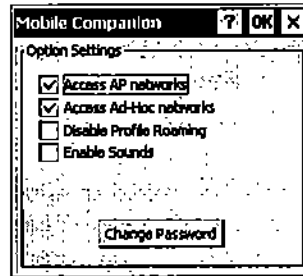 Mobile Companion ? OK X
Option Settings
Access AP networks
Access Ad-Hoc networks
Disable Profile Roaming
Enable Sounds
Change Password